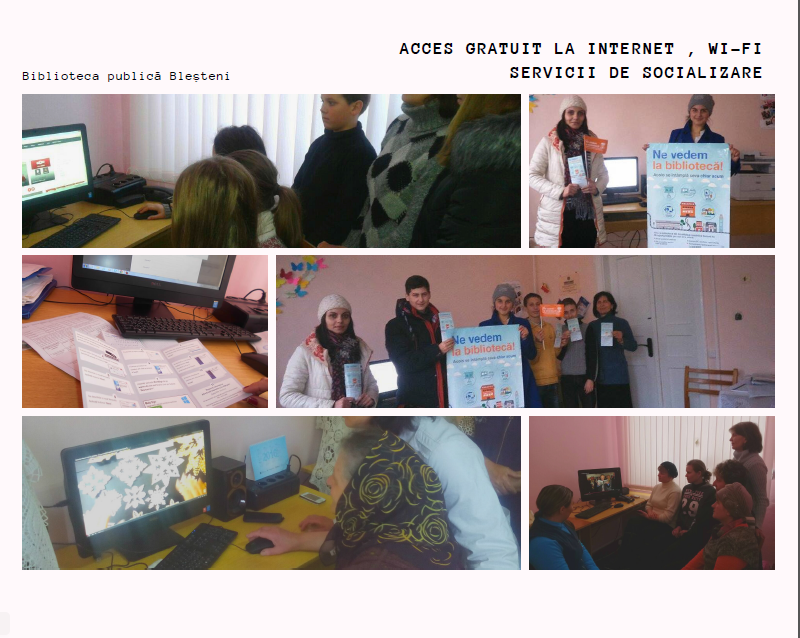 ACCES GRATUIT LA INTERNET , WI-FI
SERVICII DE SOCIALIZARE
Biblioteca publică Bleșteni
Ne vedem
la bibliotecă!
Ne vedem
la bibliotecă!
29